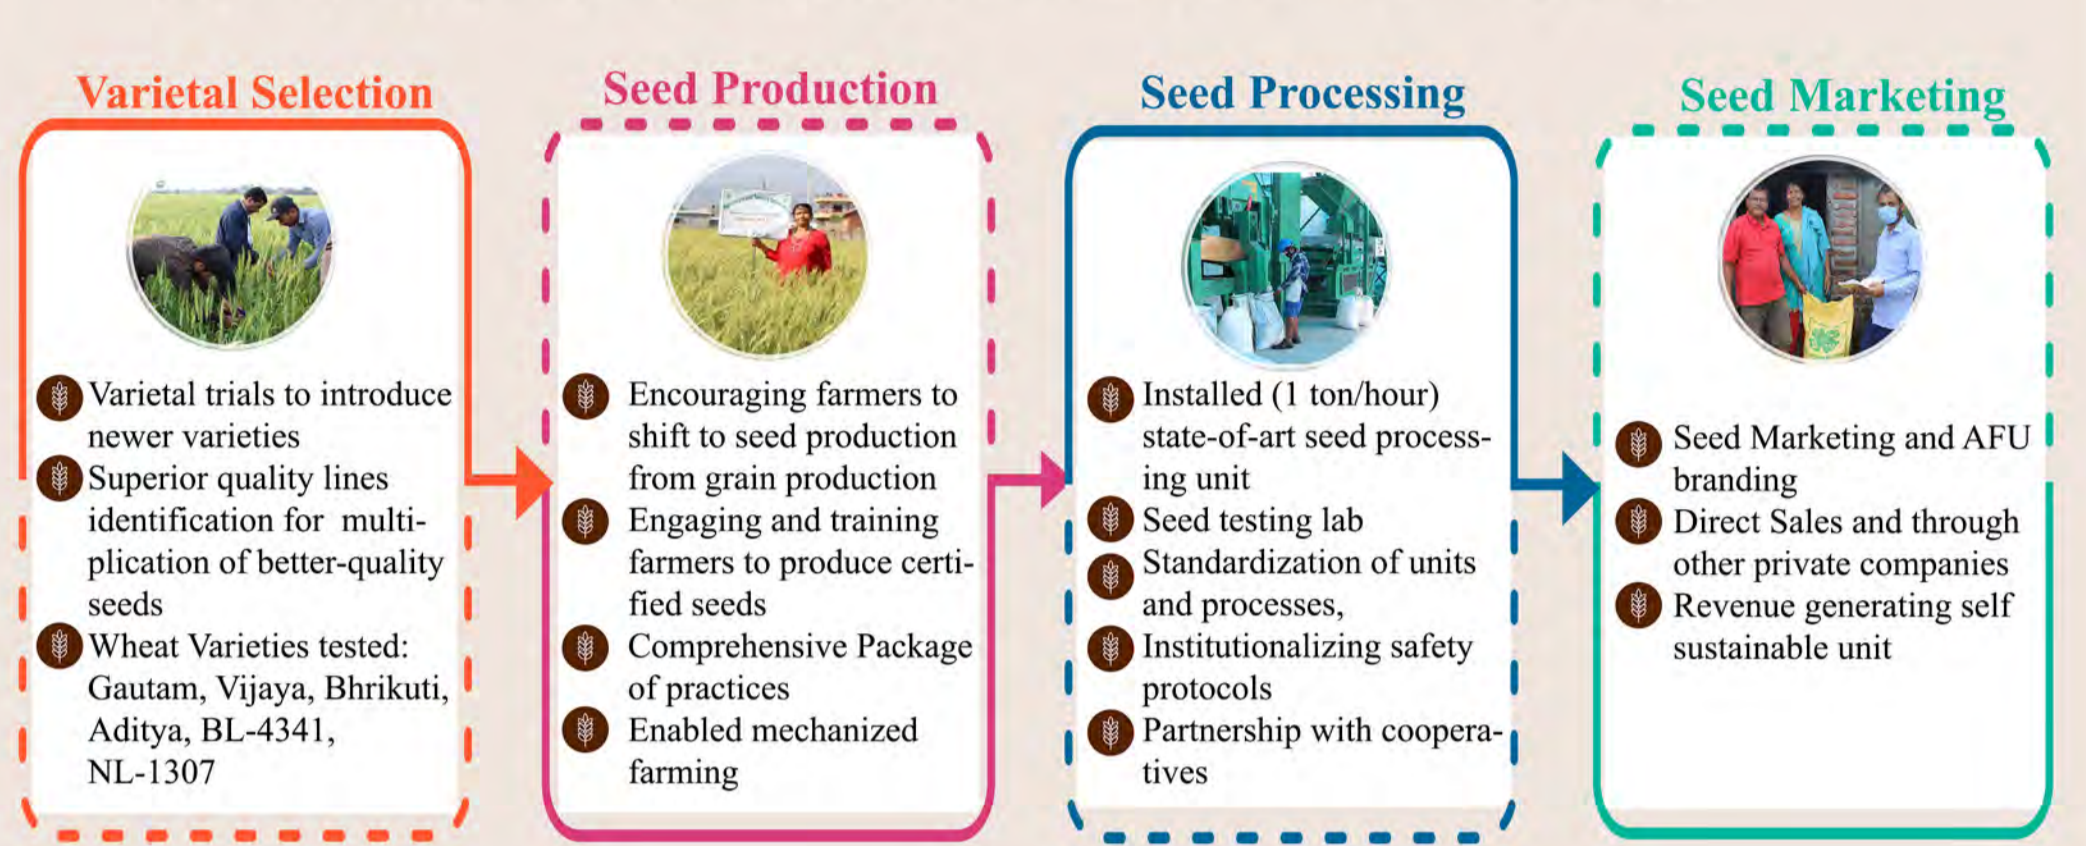 Varietal Selection
Varietal trials to introduce
newer varieties
Superior quality lines
identification for multi-
plication of better-quality
seeds
Wheat Varieties tested:
Gautam, Vijaya, Bhrikuti,
Aditya, BL-4341,
NL-1307
Seed Production
Encouraging farmers to
shift to seed production
from grain production
Engaging and training
farmers to produce certi-
fied seeds
Comprehensive Package
of practices
Enabled mechanized
farming
Seed Processing
Installed (1 ton/hour)
state-of-art seed process-
ing unit
Seed testing lab
Standardization of units
and processes,
Institutionalizing safety
protocols
Partnership with coopera-
tives
Seed Marketing
Seed Marketing and AFU
branding
Direct Sales and through
other private companies
Revenue generating self
sustainable unit